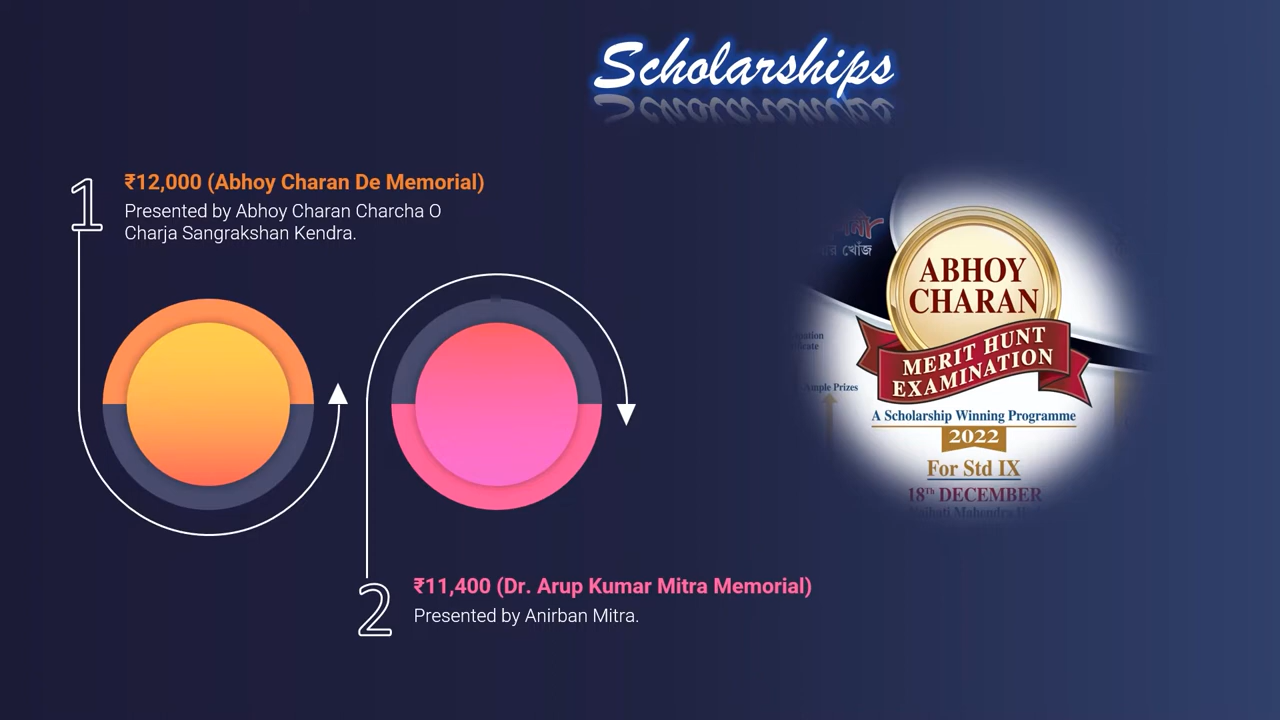 Scholarships
1
₹12,000 (Abhoy Charan De Memorial)
Presented by Abhoy Charan Charcha O
Charja Sangrakshan Kendra.
2
₹11,400 (Dr. Arup Kumar Mitra Memorial)
Presented by Anirban Mitra.
খোঁজ
ABHOY
CHARAN
MERIT HUNT
EXAMINATION
Prizes
A Scholarship Winning Programme
2022
For Std IX
18Th DECEMBER
Mahendra